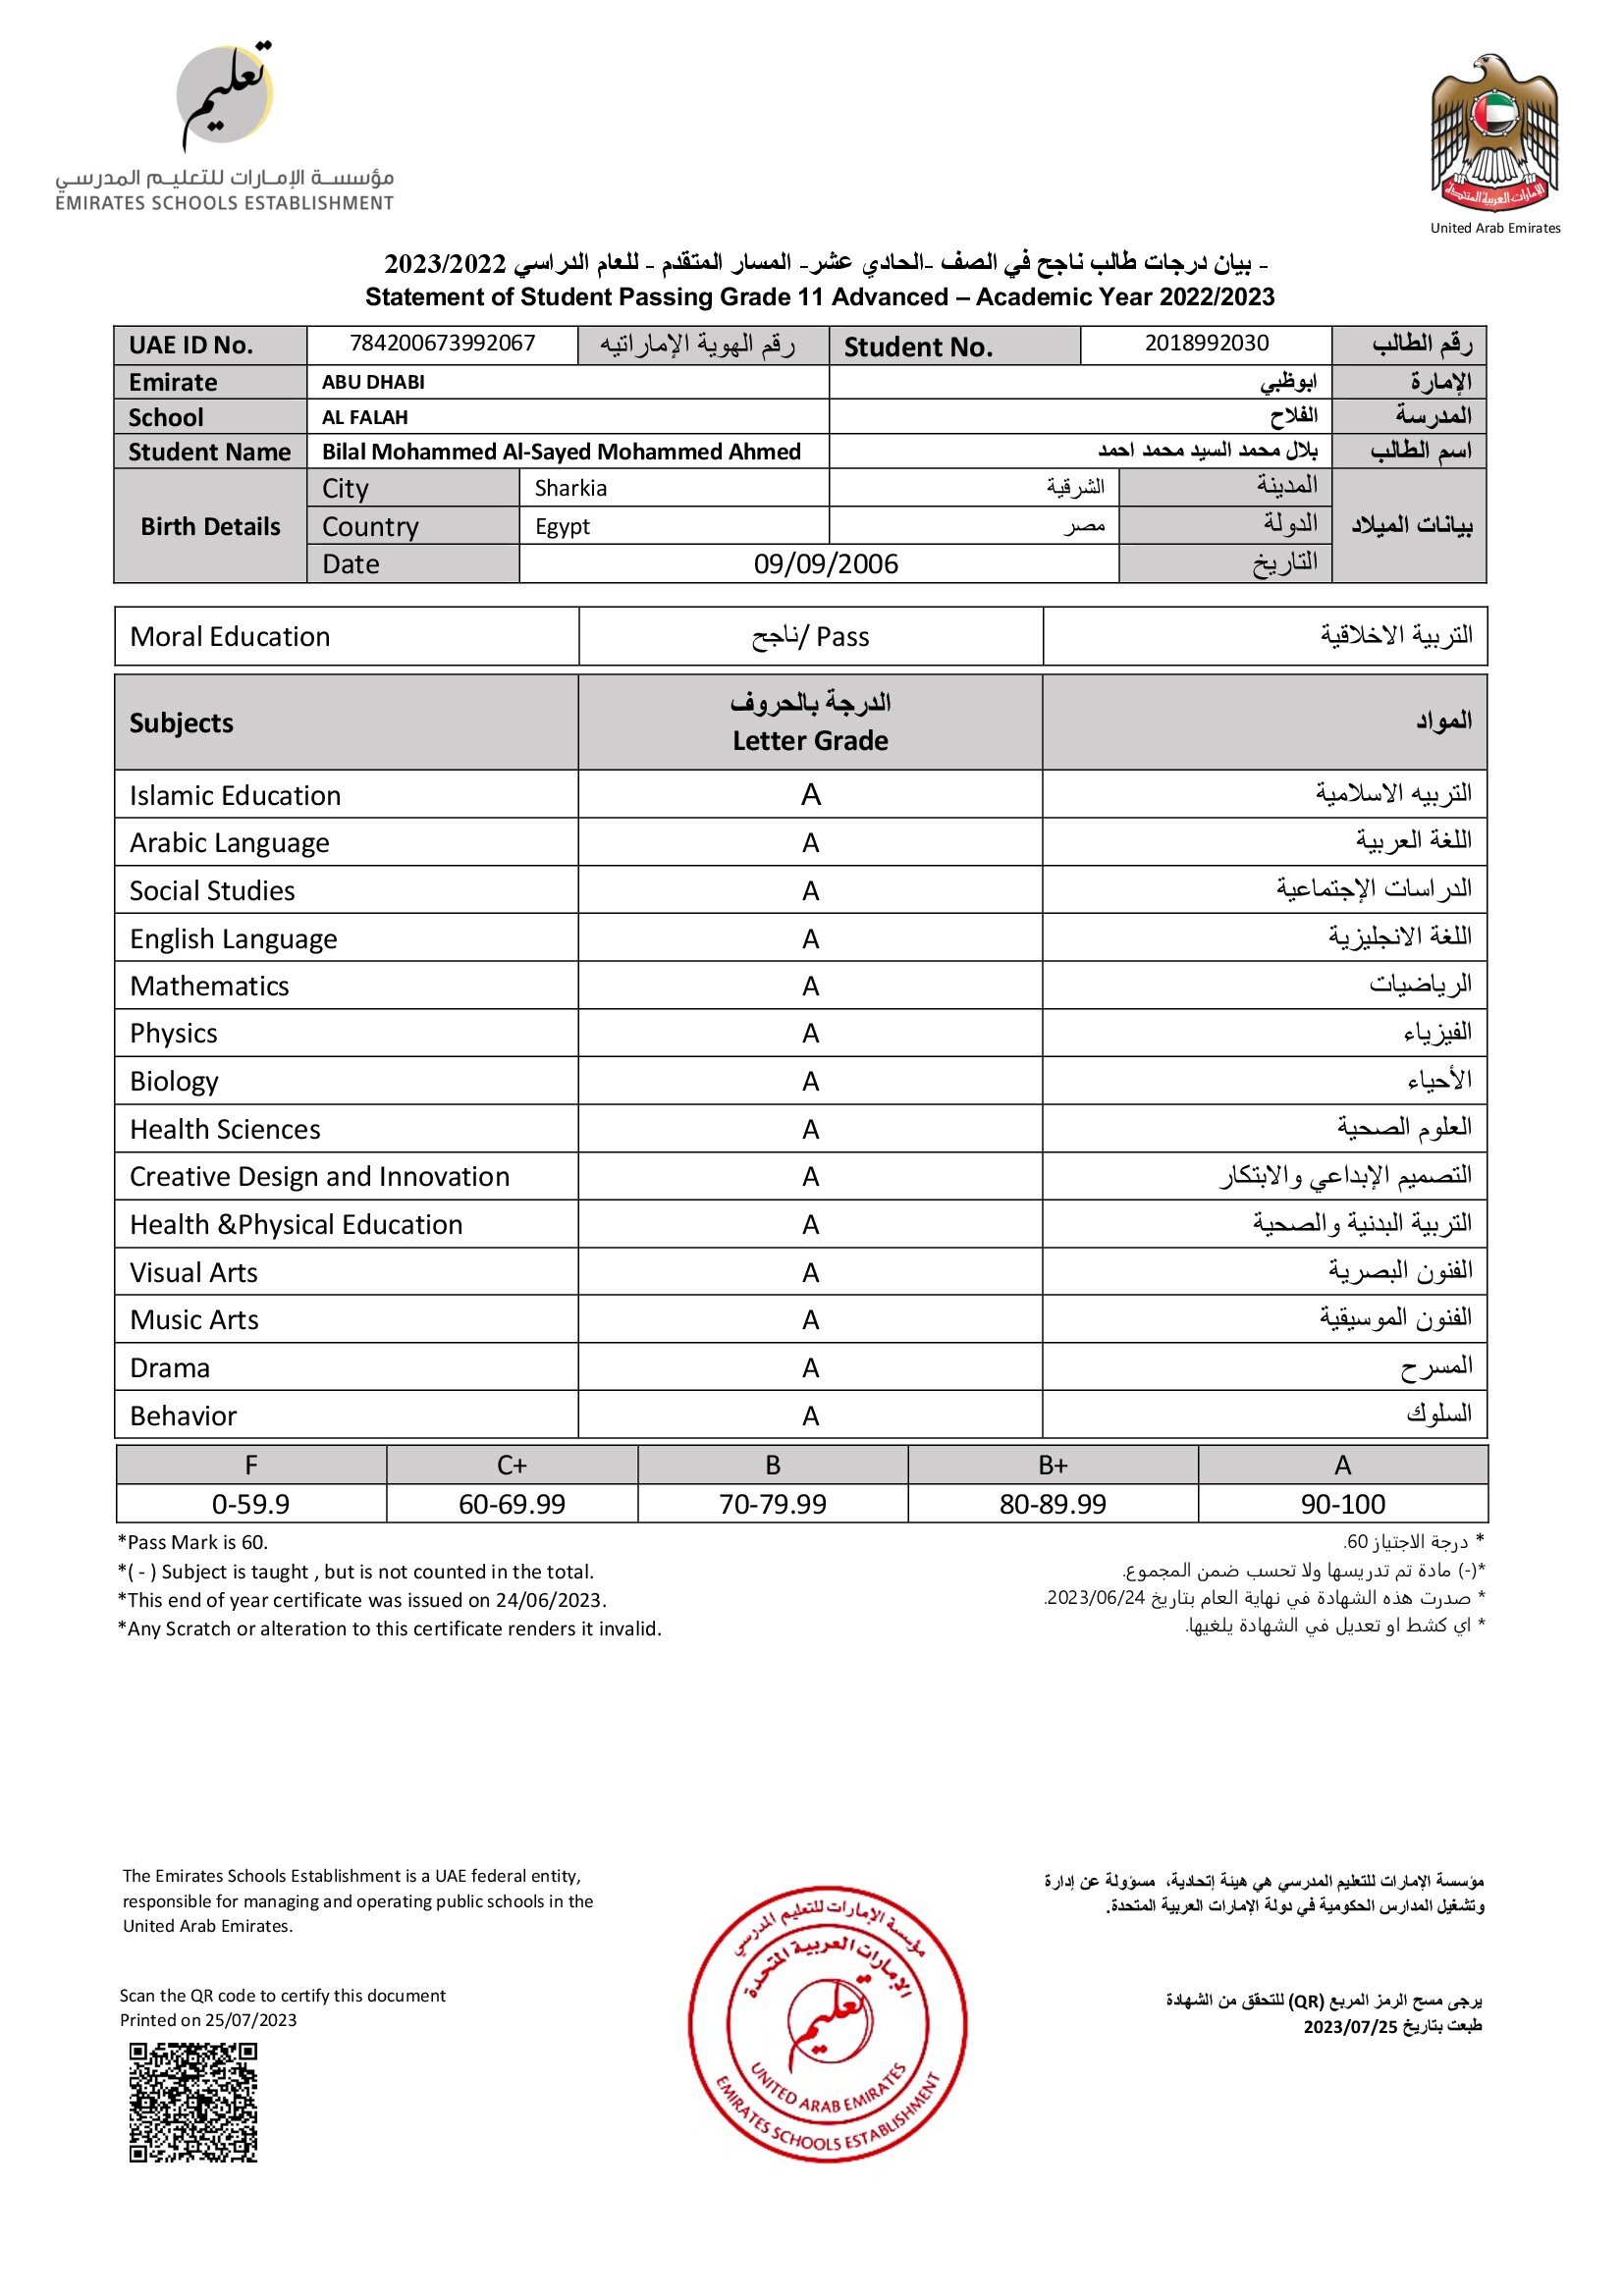 تعليم
مؤسسة الإمارات للتعليم المدرسي
EMIRATES SCHOOLS ESTABLISHMENT
الإمارات العربية المتحدة
United Arab Emirates
- بيان درجات طالب ناجح في الصف -الحادي عشر- المسار المتقدم - للعام الدراسي 2023/2022
Statement of Student Passing Grade 11 Advanced – Academic Year 2022/2023
UAE ID No. 784200673992067 رقم الهوية الإماراتيه Student No. 2018992030 رقم الطالب
Emirate ABU DHABI ابوظبي الإمارة
School AL FALAH الفلاح المدرسة
Student Name Bilal Mohammed Al-Sayed Mohammed Ahmed بلال محمد السيد محمد احمد اسم الطالب
Birth Details City Sharkia الشرقية المدينة بيانات الميلاد
Country Egypt مصر الدولة
Date 09/09/2006 التاريخ
Moral Education ناجح/ Pass التربية الاخلاقية
Subjects الدرجة بالحروف المواد
Letter Grade
Islamic Education A التربيه الاسلامية
Arabic Language A اللغة العربية
Social Studies A الدراسات الإجتماعية
English Language A اللغة الانجليزية
Mathematics A الرياضيات
Physics A الفيزياء
Biology A الأحياء
Health Sciences A العلوم الصحية
Creative Design and Innovation A التصميم الإبداعي والابتكار
Health &Physical Education A التربية البدنية والصحية
Visual Arts A الفنون البصرية
Music Arts A الفنون الموسيقية
Drama A المسرح
Behavior A السلوك
F C+ B B+ A
0-59.9 60-69.99 70-79.99 80-89.99 90-100
*Pass Mark is 60. * درجة الاجتياز 60.
*( - ) Subject is taught , but is not counted in the total. *(-) مادة تم تدريسها ولا تحسب ضمن المجموع.
*This end of year certificate was issued on 24/06/2023. * صدرت هذه الشهادة في نهاية العام بتاريخ 2023/06/24.
*Any Scratch or alteration to this certificate renders it invalid. * اي كشط او تعديل في الشهادة يلغيها.
The Emirates Schools Establishment is a UAE federal entity,
responsible for managing and operating public schools in the
United Arab Emirates.
مؤسسة الإمارات للتعليم المدرسي هي هيئة إتحادية، مسؤولة عن إدارة
وتشغيل المدارس الحكومية في دولة الإمارات العربية المتحدة.
مؤسسة الإمارات للتعليم المدرسي
الإمارات العربية المتحدة
تعليم
UNITED ARAB EMIRATES
EMIRATES SCHOOLS ESTABLISHMENT
Scan the QR code to certify this document
Printed on 25/07/2023
يرجى مسح الرمز المربع (QR) للتحقق من الشهادة
طبعت بتاريخ 2023/07/25